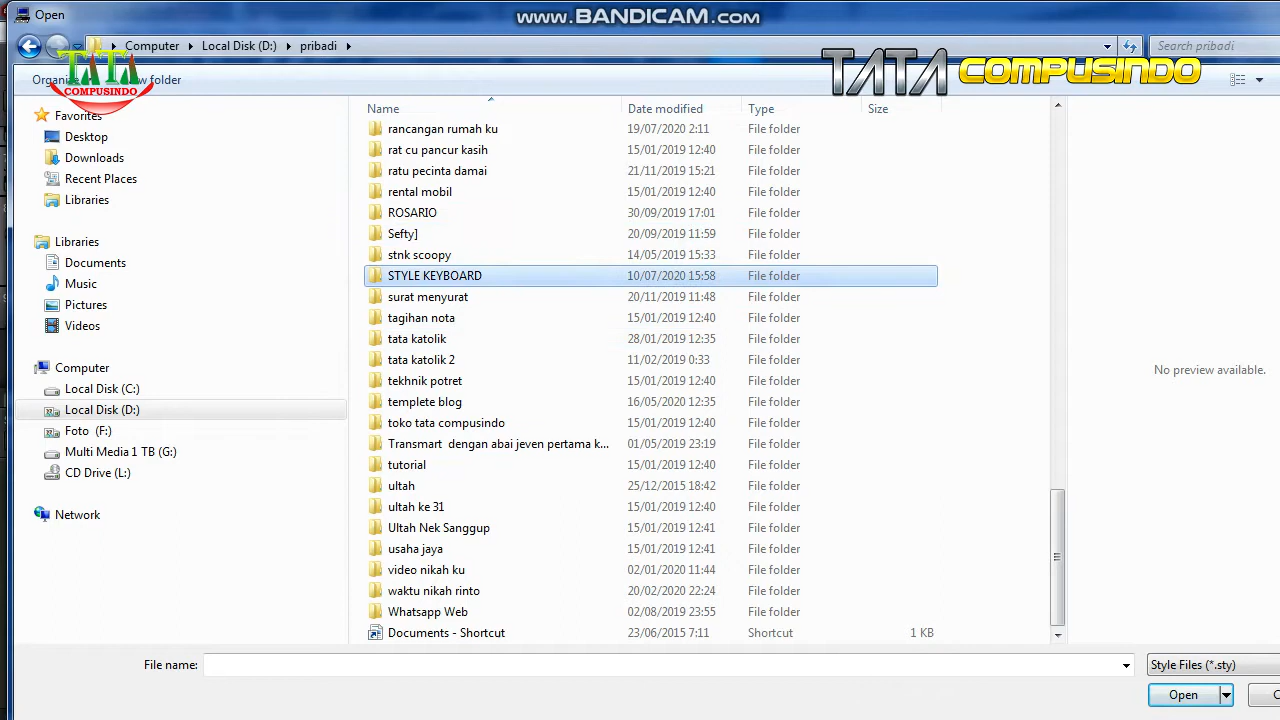 Open
www.BANDICAM.com
Computer Local Disk (D:) pribadi
Search pribadi
TATA
COMPUSINDO
TATA COMPUSINDO
folder
Name Date modified Type Size
Favorites
Desktop
Downloads
Recent Places
Libraries
Libraries
Documents
Music
Pictures
Videos
Computer
Local Disk (C:)
Local Disk (D:)
Foto (F:)
Multi Media 1 TB (G:)
CD Drive (L:)
Network
rancangan rumah ku 19/07/2020 2:11 File folder
rat cu pancur kasih 15/01/2019 12:40 File folder
ratu pecinta damai 21/11/2019 15:21 File folder
rental mobil 15/01/2019 12:40 File folder
ROSARIO 30/09/2019 17:01 File folder
Sefty] 20/09/2019 11:59 File folder
stnk scoopy 14/05/2019 15:33 File folder
STYLE KEYBOARD 10/07/2020 15:58 File folder
surat menyurat 20/11/2019 11:48 File folder
tagihan nota 15/01/2019 12:40 File folder
tata katolik 28/01/2019 12:35 File folder
tata katolik 2 11/02/2019 0:33 File folder
tekhnik potret 15/01/2019 12:40 File folder
templete blog 16/05/2020 12:35 File folder
toko tata compusindo 15/01/2019 12:40 File folder
Transmart dengan abai jeven pertama k... 01/05/2019 23:19 File folder
tutorial 15/01/2019 12:40 File folder
ultah 25/12/2015 18:42 File folder
ultah ke 31 15/01/2019 12:40 File folder
Ultah Nek Sanggup 15/01/2019 12:41 File folder
usaha jaya 15/01/2019 12:41 File folder
video nikah ku 02/01/2020 11:44 File folder
waktu nikah rinto 20/02/2020 22:24 File folder
Whatsapp Web 02/08/2019 23:55 File folder
Documents - Shortcut 23/06/2015 7:11 Shortcut 1 KB
No preview available.
File name:
Style Files (*.sty)
Open